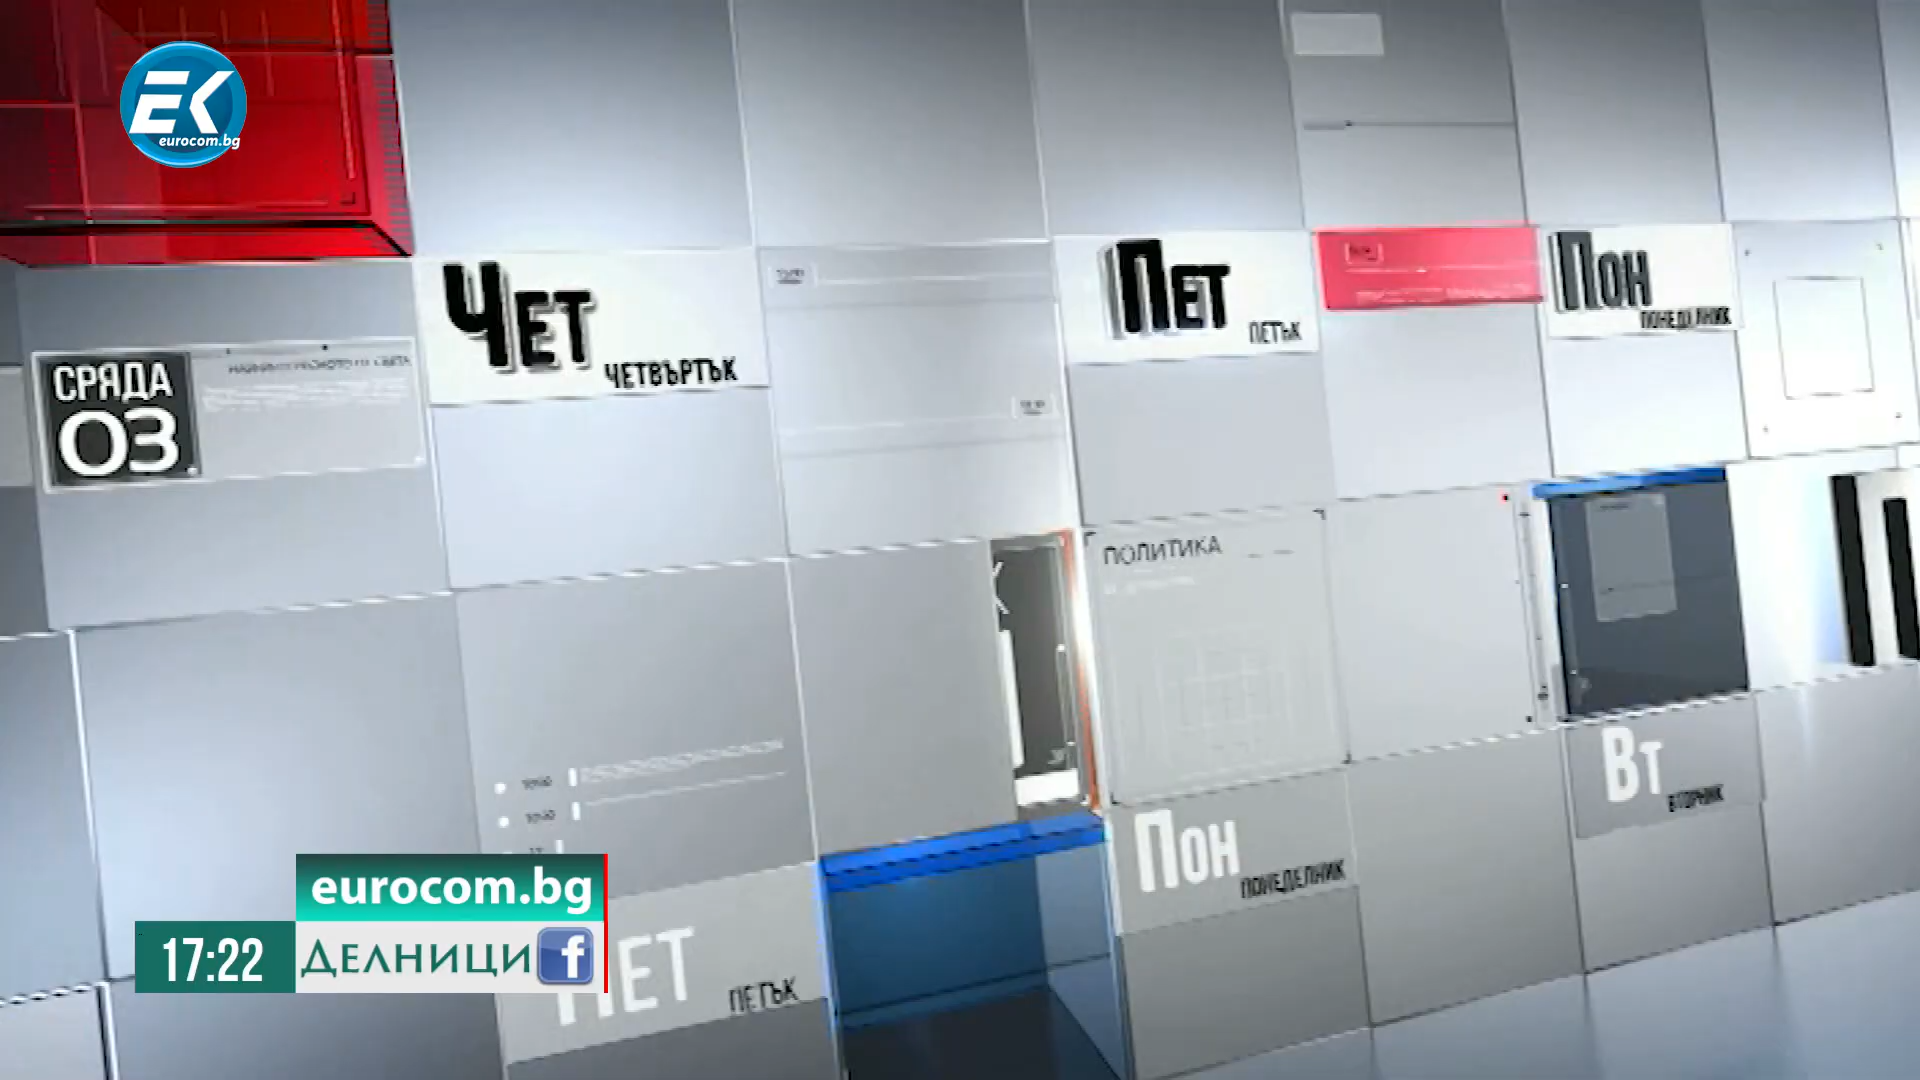 EK
eurocom.bg
Чет
ЧЕТВЪРТЪК
Пет
ПЕТЪК
Пон
ПОНЕДЕЛНИК
СРЯДА
03
ПОЛИТИКА
Вт
ВТОРНИК
Пон
ПОНЕДЕЛНИК
eurocom.bg
17:22
ДЕЛНИЦИ f
Пет
ПЕТЪК